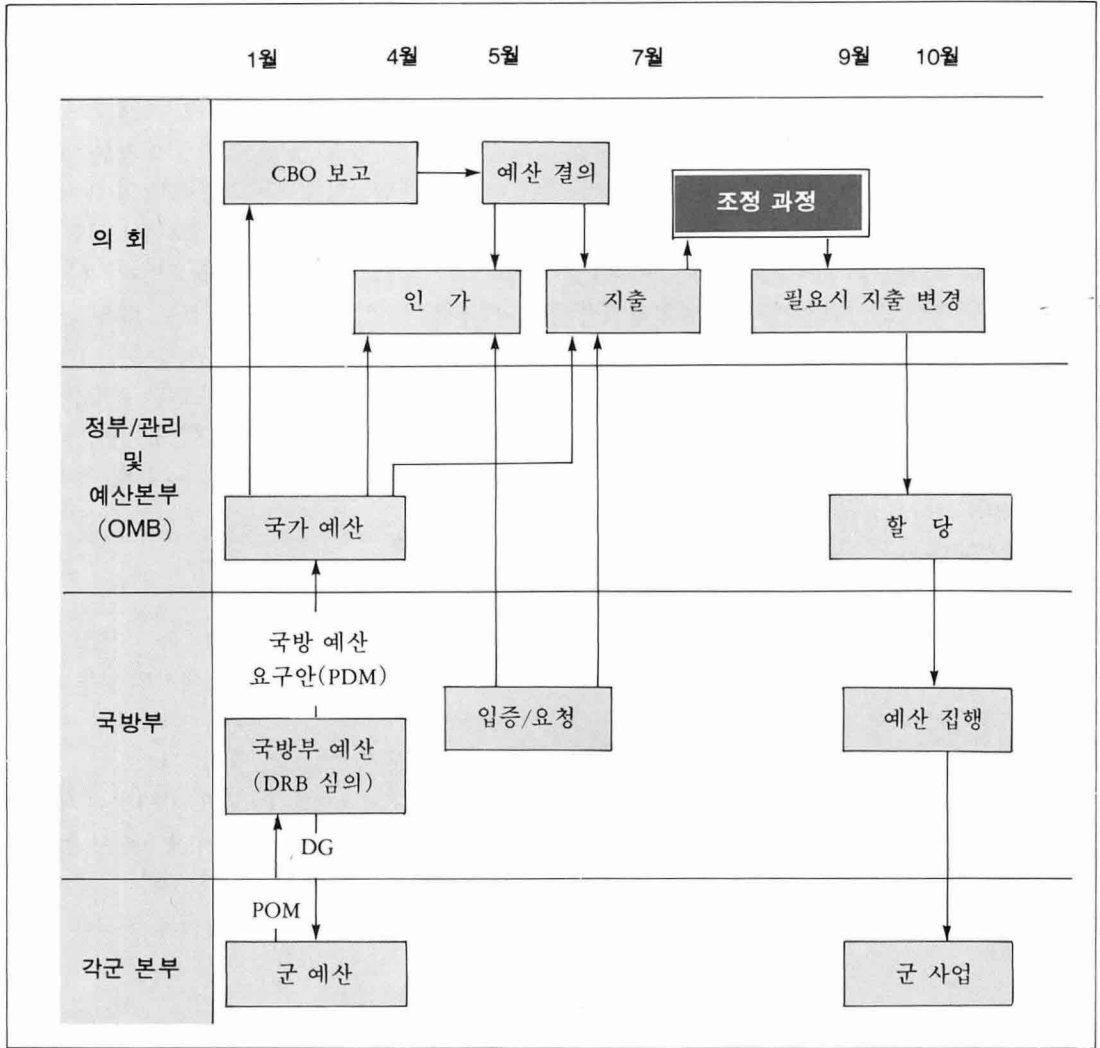 1월 4월 5월 7월 9월 10월
의 회
CBO 보고
예산 결의
조정 과정
인 가
지출
필요시 지출 변경
정부/관리
및
예산본부
(OMB)
국가 예산
할 당
국방부
국방 예산
요구안(PDM)
국방부 예산
(DRB 심의)
DG
입증/요청
예산 집행
각군 본부
POM
군 예산
군 사업